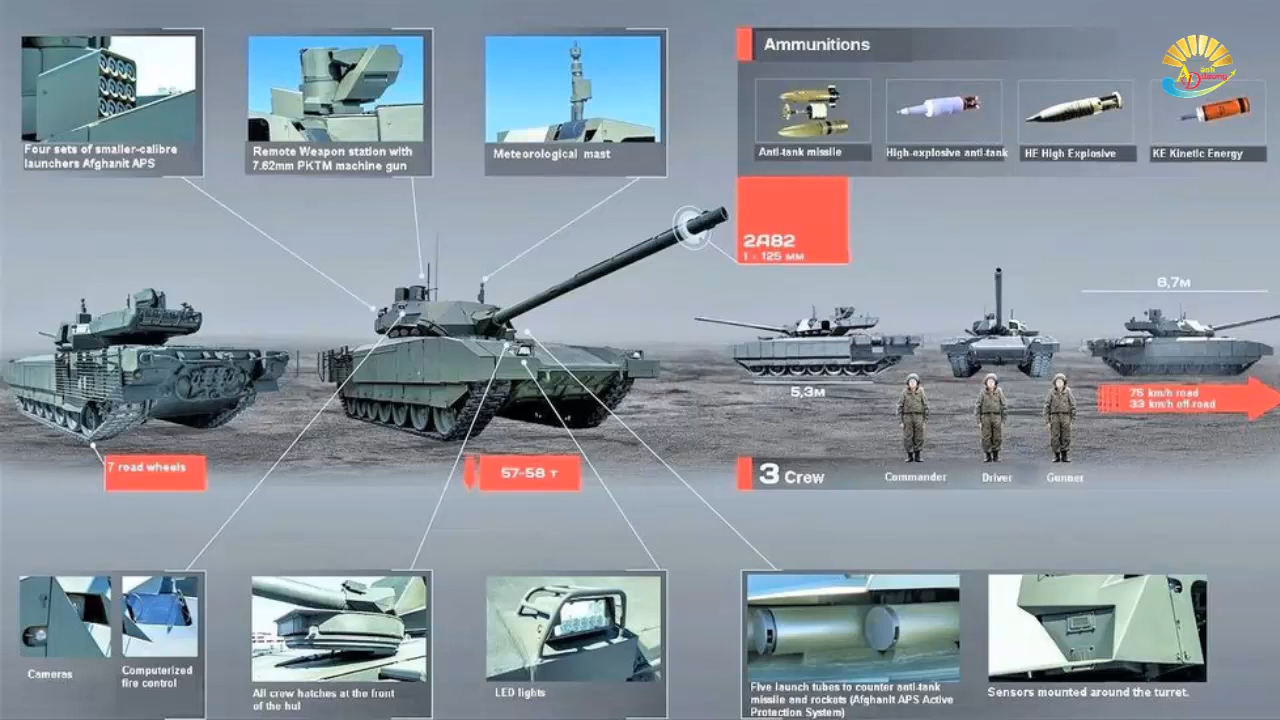 Ammunitions
ánh
ADdương
Four sets of smaller-calibre
launchers Afghanit APS
Remote Weapon station with
7.62mm PKTM machine gun
Meteorological mast
Anti-tank missile
High-explosive anti-tank
HE High Explosive
KE Kinetic Energy
2A82
1 - 125 мм
8,7м
5,3м
75 km/h road
33 km/h off-road
7 road wheels
57-58 т
3 Crew
Commander
Driver
Gunner
Cameras
Computerized
fire control
All crew hatches at the front
of the hul
LED lights
Five launch tubes to counter anti-tank
missile and rockets (Afghanit APS Active
Protection System)
Sensors mounted around the turret.